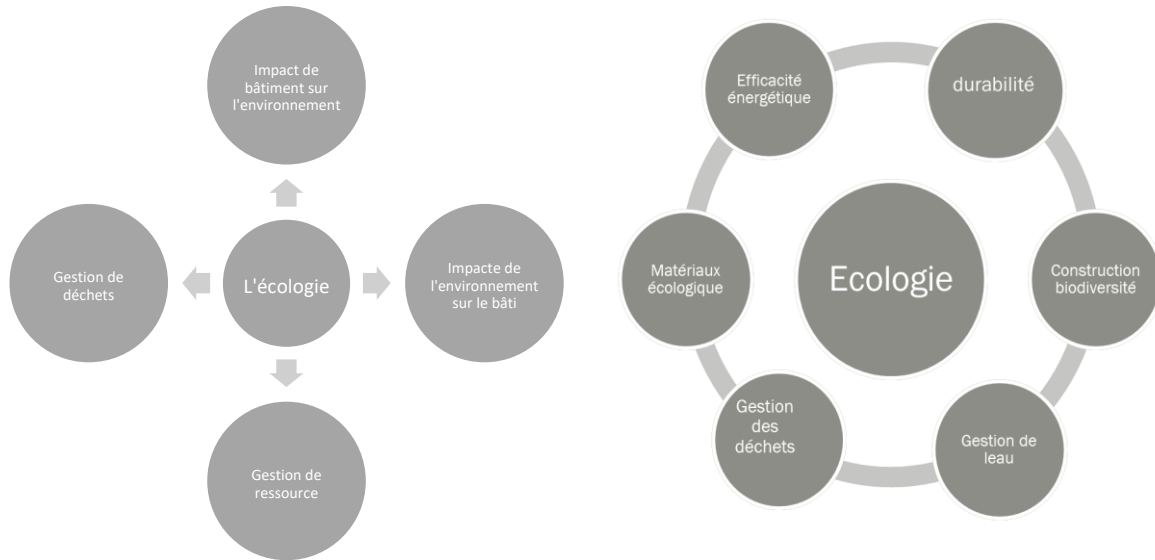 Impact de
bâtiment sur
l'environnement
Gestion de
déchets
L'écologie
Impacte de
l'environnement
sur le bâti
Gestion de
ressource
Efficacité
énergétique
durabilité
Matériaux
écologique
Ecologie
Construction
biodiversité
Gestion
des
déchets
Gestion de
leau